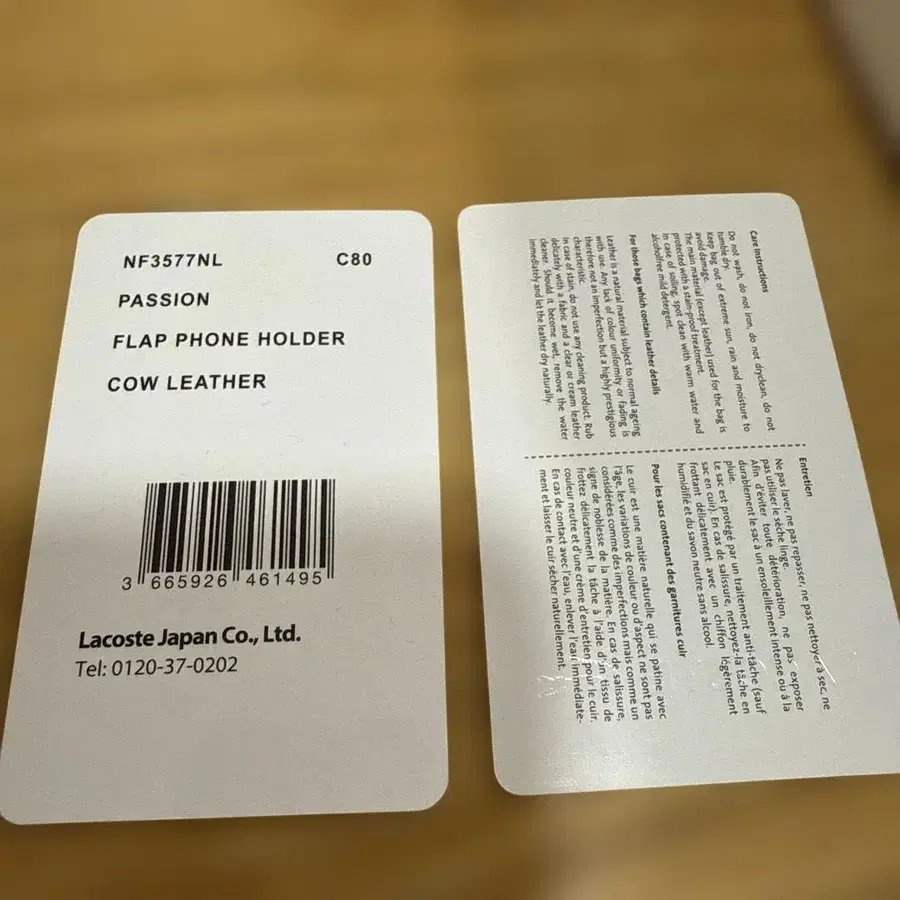 NF3577NL C80
PASSION
FLAP PHONE HOLDER
COW LEATHER
3 665926 461495
Lacoste Japan Co., Ltd.
Tel: 0120-37-0202
Care Instructions
Do not wash, do not iron, do not dryclean, do not
tumble dry.
Keep bag out of extreme sun, rain and moisture to
avoid damage.
The main material (except leather) used for the bag is
protected with a stain-proof treatment.
In case of soiling, spot clean with warm water and
alcoholfree mild detergent.
For those bags which contain leather details
Leather is a natural material subject to normal ageing
with use. Any lack of colour uniformity or fading is
therefore not an imperfection but a highly prestigious
characteristic.
In case of stain, do not use any cleaning product. Rub
delicately with a fabric and a clear or cream leather
cleaner. Should it become wet, remove the water
immediately and let the leather dry naturally.
Entretien
Ne pas laver, ne pas repasser, ne pas nettoyer à sec, ne
pas utiliser le sèche linge.
Afin d'éviter toute détérioration, ne pas exposer
durablement le sac à un ensoleillement intense ou à la
pluie.
Le sac est protégé par un traitement anti-tâche (sauf
sac en cuir). En cas de salissure, nettoyez-la tâche en
frottant délicatement avec un chiffon légèrement
humidifié et du savon neutre sans alcool.
Pour les sacs contenant des garnitures cuir
Le cuir est une matière naturelle qui se patine avec
l'âge, les variations de couleur ou d'aspect ne sont pas
considérées comme des imperfections mais comme un
signe de noblesse de la matière. En cas de salissure,
frottez délicatement la tâche à l'aide d'un tissu de
couleur neutre et d'une crème d'entretien pour le cuir.
En cas de contact avec l'eau, enlever l'eau immédiate-
ment et laisser le cuir sécher naturellement.